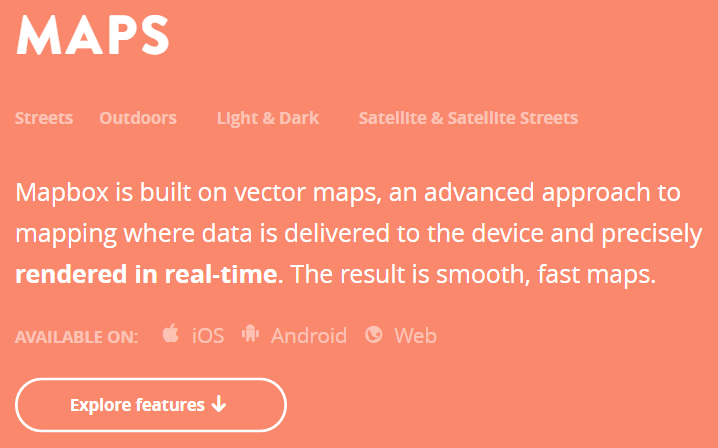 MAPS
Streets Outdoors Light & Dark Satellite & Satellite Streets
Mapbox is built on vector maps, an advanced approach to
mapping where data is delivered to the device and precisely
rendered in real-time. The result is smooth, fast maps.
AVAILABLE ON: iOS Android Web
Explore features ↓